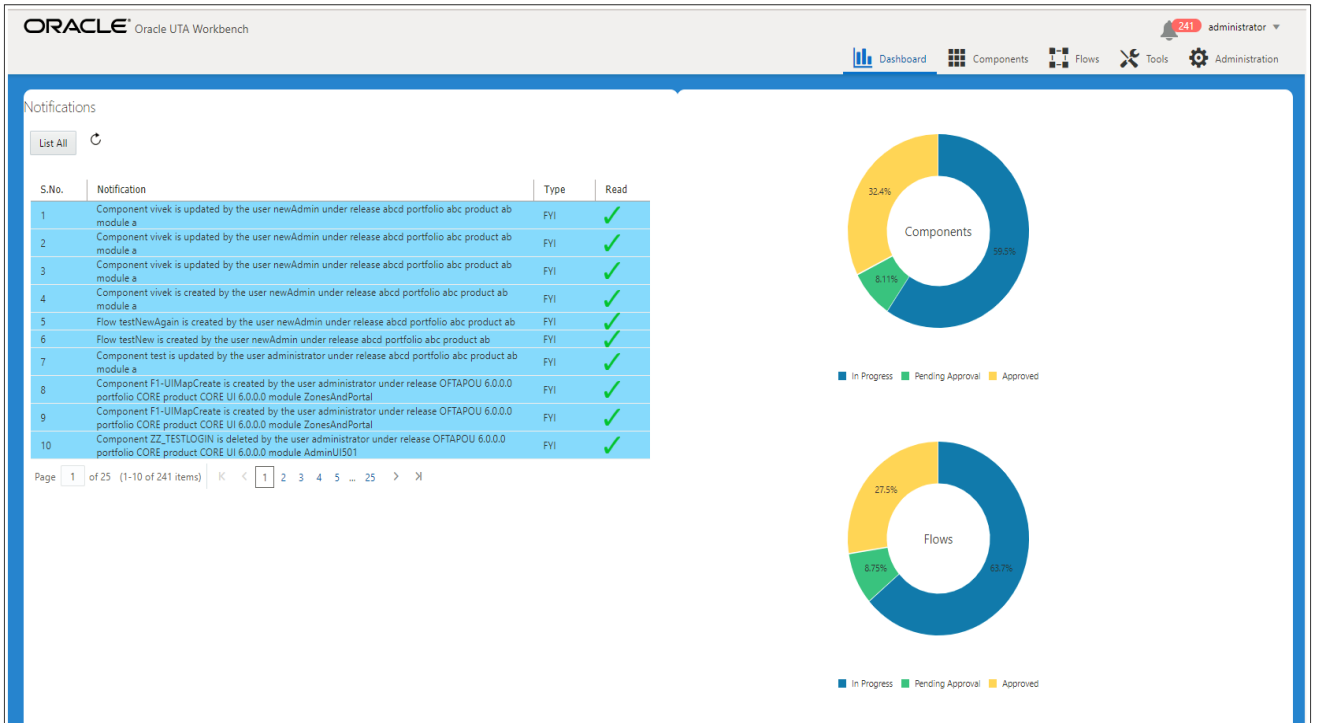 ORACLE® Oracle UTA Workbench
241 administrator
Dashboard Components Flows Tools Administration
Notifications
List All
S.No. Notification Type Read
1 Component vivek is updated by the user newAdmin under release abcd portfolio abc product ab FYI
module a
2 Component vivek is updated by the user newAdmin under release abcd portfolio abc product ab FYI
module a
3 Component vivek is updated by the user newAdmin under release abcd portfolio abc product ab FYI
module a
4 Component vivek is created by the user newAdmin under release abcd portfolio abc product ab FYI
module a
5 Flow testNewAgain is created by the user newAdmin under release abcd portfolio abc product ab FYI
6 Flow testNew is created by the user newAdmin under release abcd portfolio abc product ab FYI
7 Component test is updated by the user administrator under release abcd portfolio abc product ab FYI
module a
8 Component F1-UIMapCreate is created by the user administrator under release OFTAPOU 6.0.0.0 FYI
portfolio CORE product CORE UI 6.0.0.0 module ZonesAndPortal
9 Component F1-UIMapCreate is created by the user administrator under release OFTAPOU 6.0.0.0 FYI
portfolio CORE product CORE UI 6.0.0.0 module ZonesAndPortal
10 Component ZZ_TESTLOGIN is deleted by the user administrator under release OFTAPOU 6.0.0.0 FYI
portfolio CORE product CORE UI 6.0.0.0 module AdminUI501
Page 1 of 25 (1-10 of 241 items) 1 2 3 4 5 ... 25
32.4%
Components
59.5%
8.11%
In Progress Pending Approval Approved
27.5%
Flows
8.75% 63.7%
In Progress Pending Approval Approved